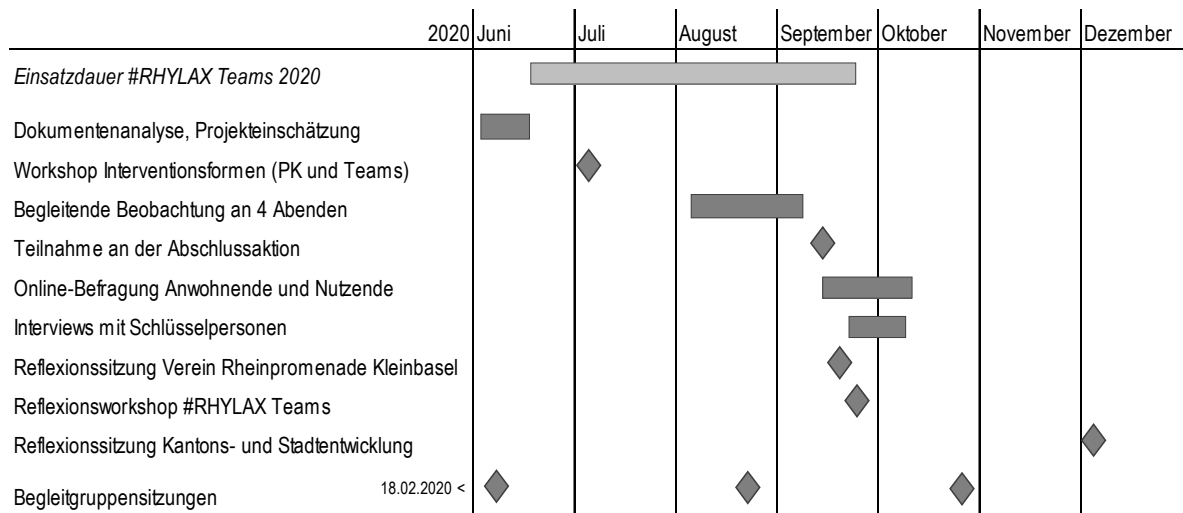 2020 Juni Juli August September Oktober November Dezember
Einsatzdauer #RHYLAX Teams 2020
Dokumentenanalyse, Projekteinschätzung
Workshop Interventionsformen (PK und Teams)
Begleitende Beobachtung an 4 Abenden
Teilnahme an der Abschlussaktion
Online-Befragung Anwohnende und Nutzende
Interviews mit Schlüsselpersonen
Reflexionssitzung Verein Rheinpromenade Kleinbasel
Reflexionsworkshop #RHYLAX Teams
Reflexionssitzung Kantons- und Stadtentwicklung
Begleitgruppensitzungen 18.02.2020 <